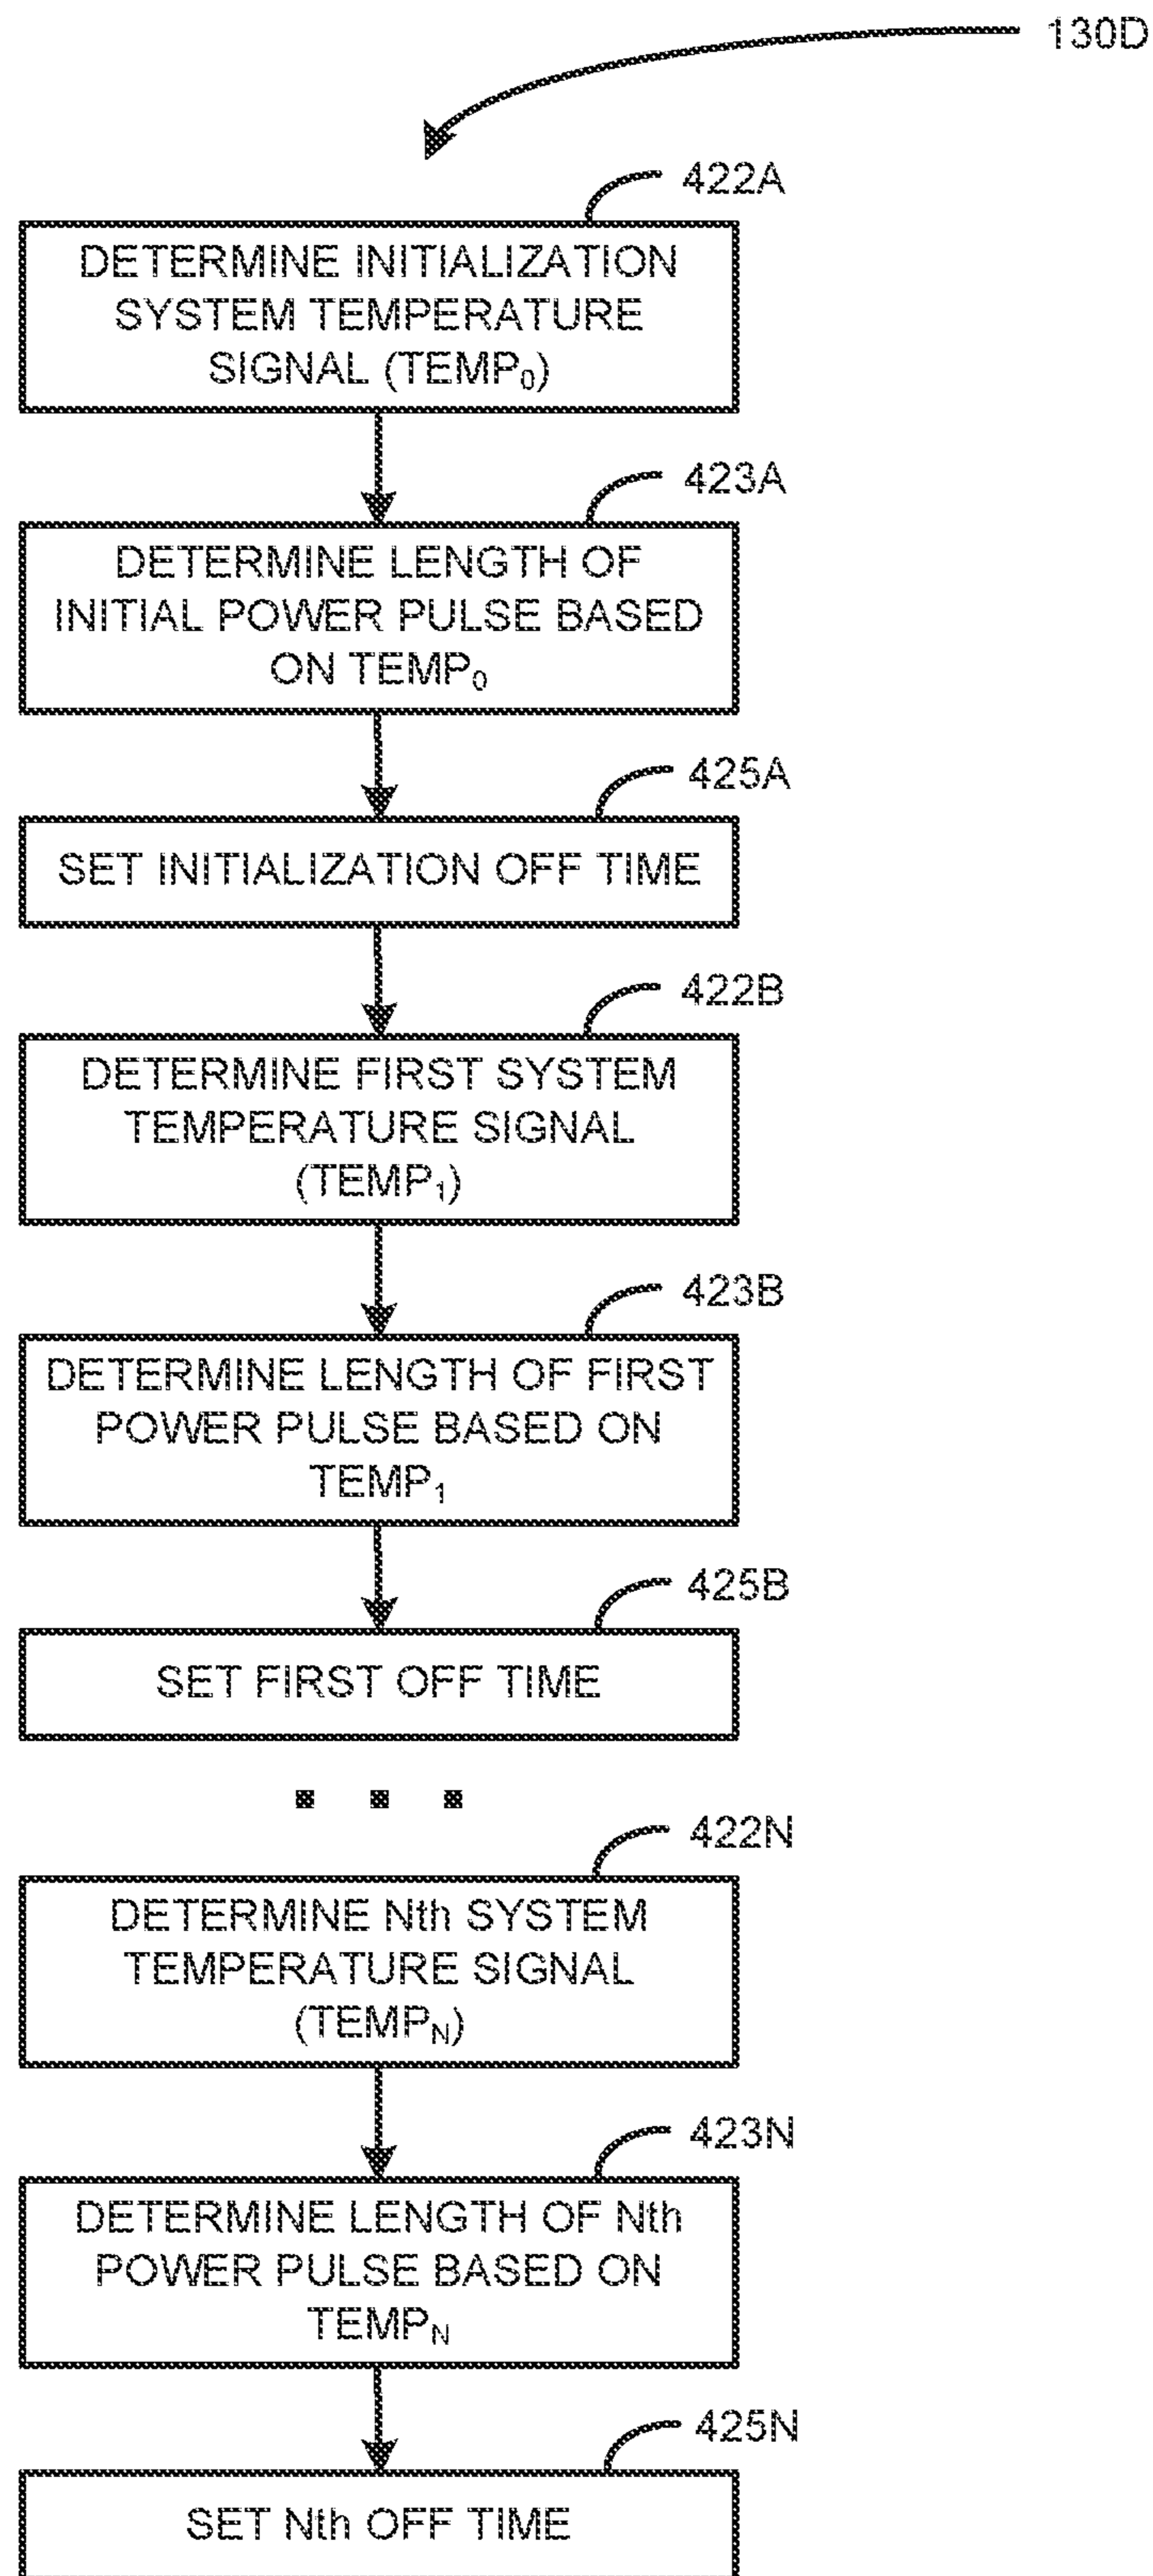 130D
422A
DETERMINE INITIALIZATION
SYSTEM TEMPERATURE
SIGNAL (TEMP₀)
423A
DETERMINE LENGTH OF
INITIAL POWER PULSE BASED
ON TEMP₀
425A
SET INITIALIZATION OFF TIME
422B
DETERMINE FIRST SYSTEM
TEMPERATURE SIGNAL
(TEMP₁)
423B
DETERMINE LENGTH OF FIRST
POWER PULSE BASED ON
TEMP₁
425B
SET FIRST OFF TIME
. . .
422N
DETERMINE Nth SYSTEM
TEMPERATURE SIGNAL
(TEMP_N)
423N
DETERMINE LENGTH OF Nth
POWER PULSE BASED ON
TEMP_N
425N
SET Nth OFF TIME